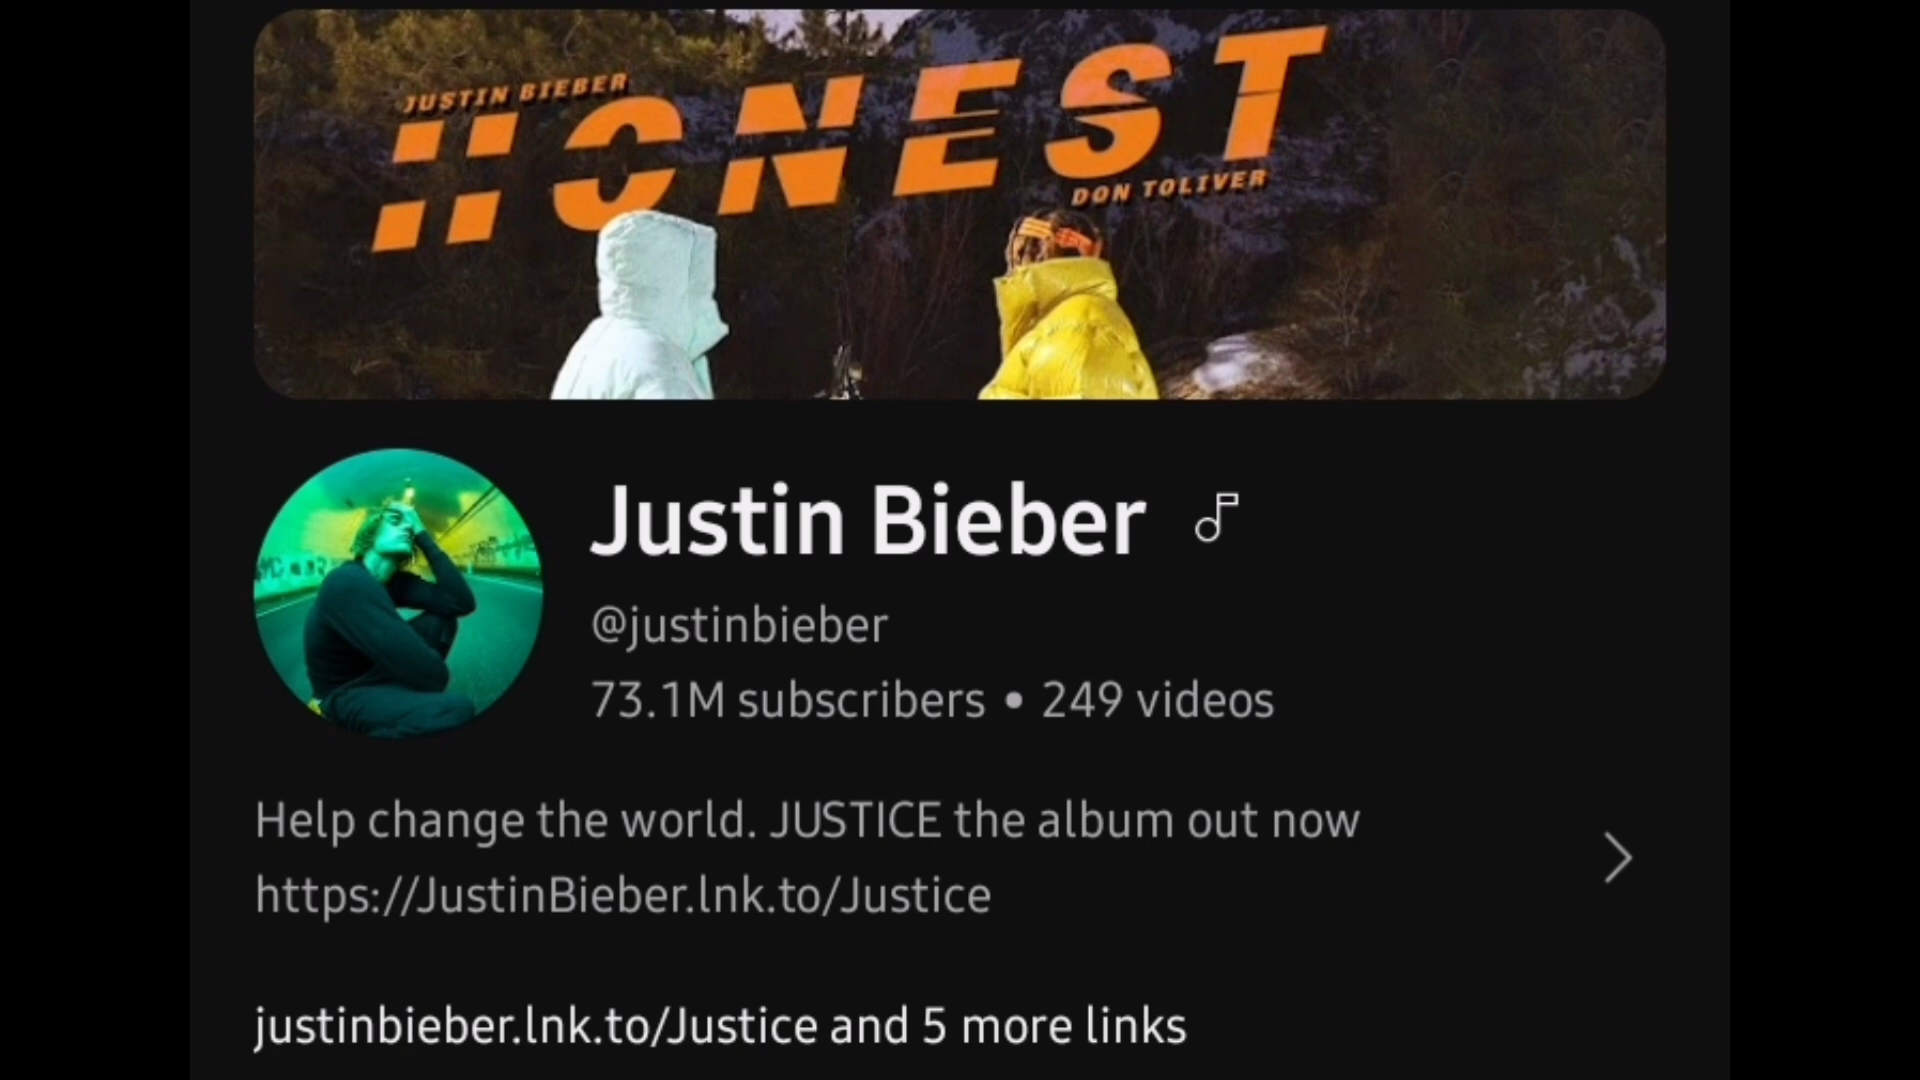 JUSTIN BIEBER
HONEST
DON TOLIVER
Justin Bieber
@justinbieber
73.1M subscribers • 249 videos
Help change the world. JUSTICE the album out now
https://JustinBieber.lnk.to/Justice
justinbieber.lnk.to/Justice and 5 more links